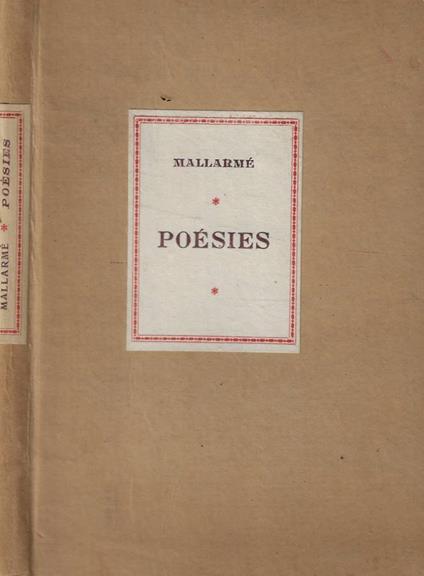 MALLARMÉ * POÉSIES
MALLARMÉ
*
POÉSIES
*